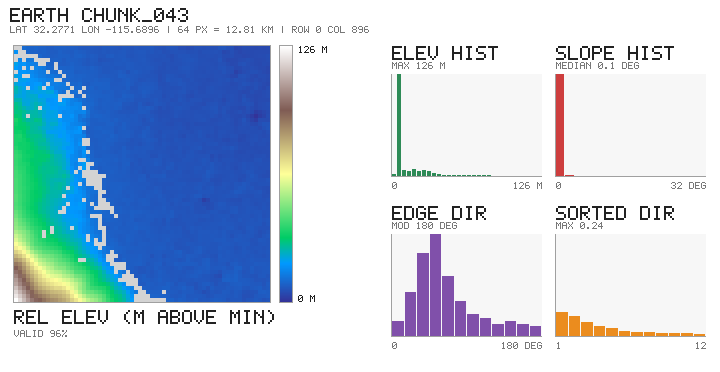 EARTH CHUNK_043
LAT 32.2771 LON -115.6896 | 64 PX = 12.81 KM | ROW 0 COL 896
126 M
0 M
REL ELEV (M ABOVE MIN)
VALID 96%
ELEV HIST
MAX 126 M
0 126 M
SLOPE HIST
MEDIAN 0.1 DEG
0 32 DEG
EDGE DIR
MOD 180 DEG
0 180 DEG
SORTED DIR
MAX 0.24
1 12